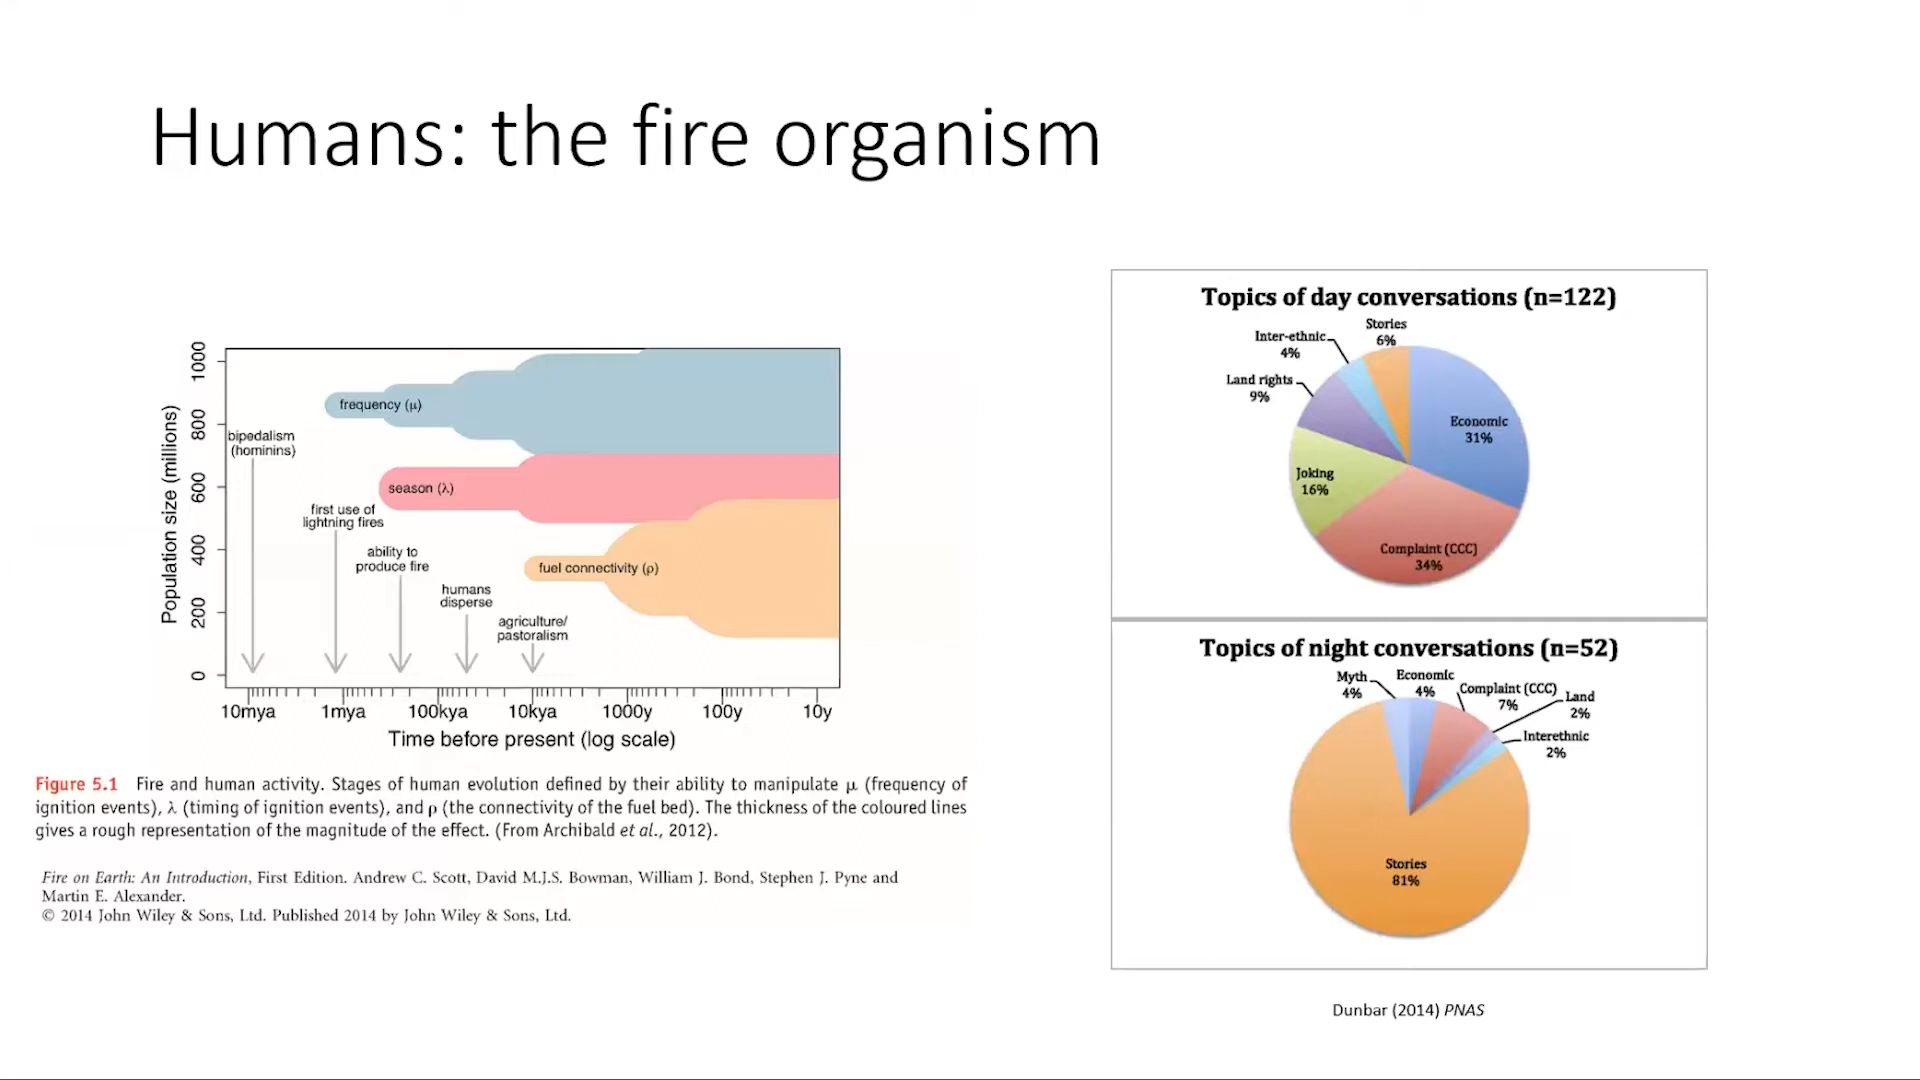 Humans: the fire organism
Population size (millions)
1000
800
600
400
200
0
frequency (μ)
season (λ)
fuel connectivity (ρ)
bipedalism
(hominins)
first use of
lightning fires
ability to
produce fire
humans
disperse
agriculture/
pastoralism
10mya
1mya
100kya
10kya
1000y
100y
10y
Time before present (log scale)
Figure 5.1 Fire and human activity. Stages of human evolution defined by their ability to manipulate μ (frequency of
ignition events), λ (timing of ignition events), and ρ (the connectivity of the fuel bed). The thickness of the coloured lines
gives a rough representation of the magnitude of the effect. (From Archibald et al., 2012).
Fire on Earth: An Introduction, First Edition. Andrew C. Scott, David M.J.S. Bowman, William J. Bond, Stephen J. Pyne and
Martin E. Alexander.
© 2014 John Wiley & Sons, Ltd. Published 2014 by John Wiley & Sons, Ltd.
Topics of day conversations (n=122)
Stories
6%
Inter-ethnic
4%
Land rights
9%
Economic
31%
Joking
16%
Complaint (CCC)
34%
Topics of night conversations (n=52)
Myth
4%
Economic
4%
Complaint (CCC)
7%
Land
2%
Interethnic
2%
Stories
81%
Dunbar (2014) PNAS